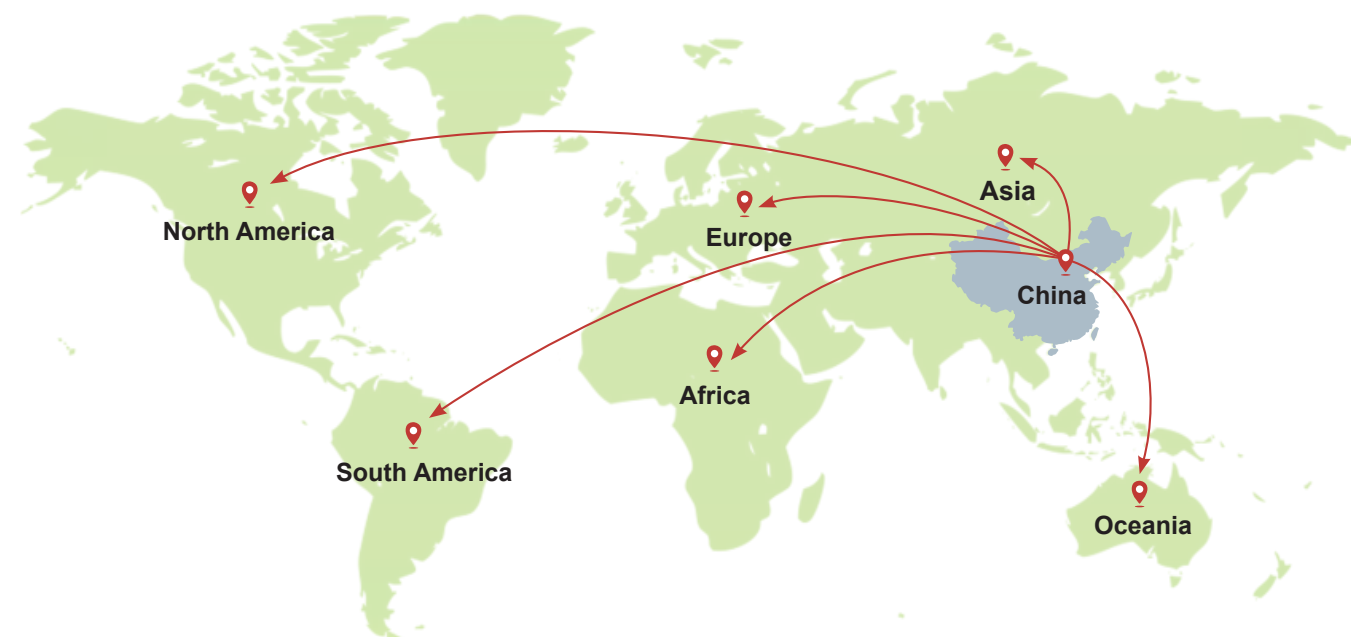 Asia
North America
Europe
China
Africa
South America
Oceania